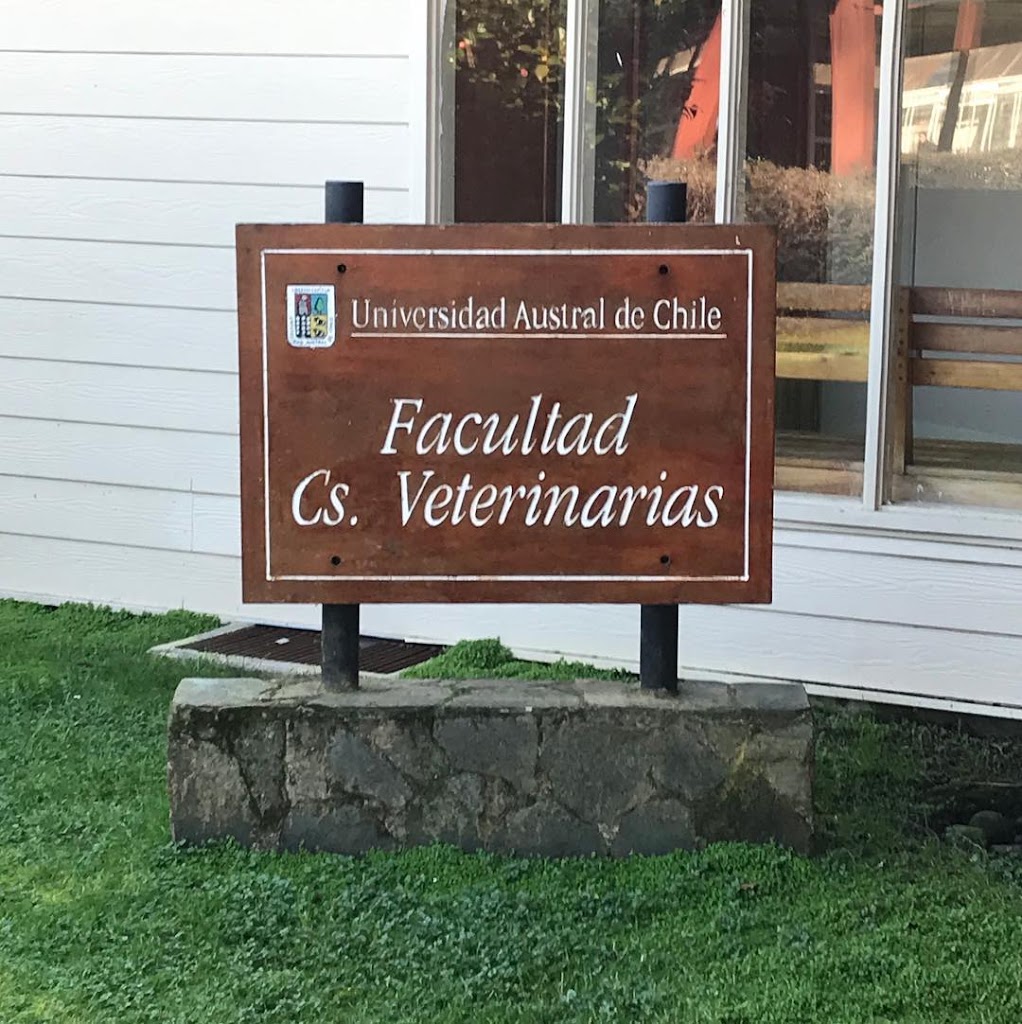 Universidad Austral de Chile
Facultad
Cs. Veterinarias